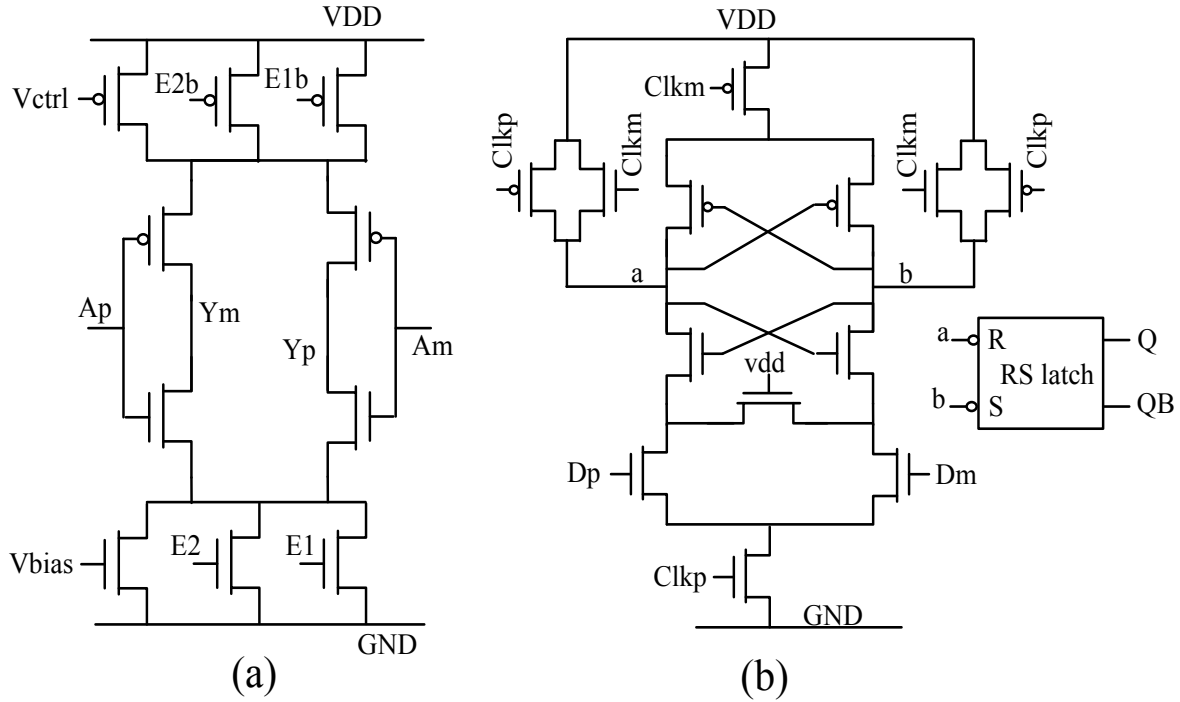 VDD
Vctrl
E2b
E1b
Ap
Ym
Yp
Am
Vbias
E2
E1
GND
(a)
VDD
Clkm
Clkp
Clkm
Clkm
Clkp
a
b
vdd
Dp
Dm
Clkp
GND
a
R
Q
RS latch
b
S
QB
(b)